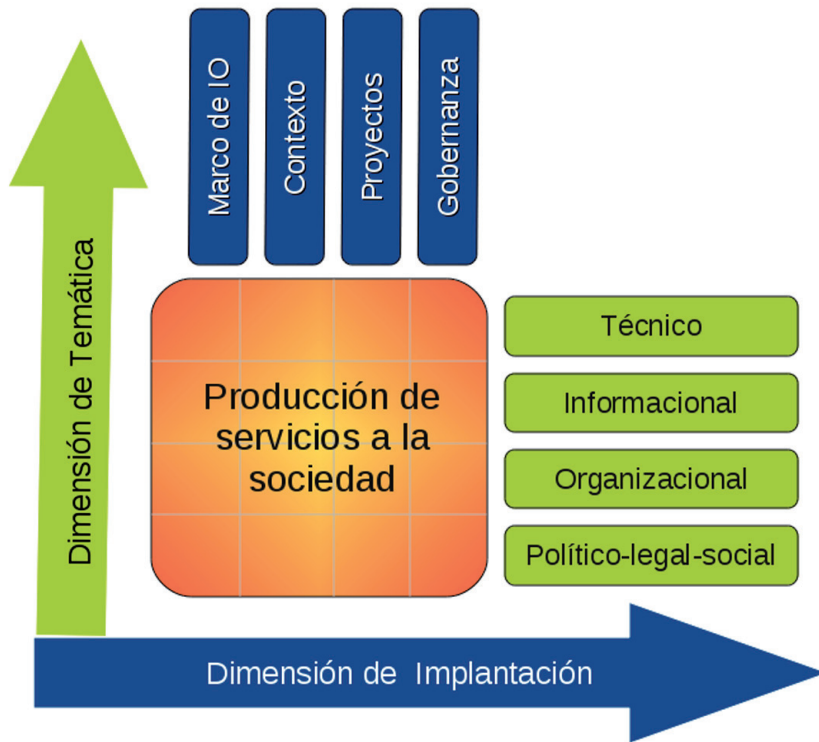 Marco de IO
Contexto
Proyectos
Gobernanza
Dimensión de Temática
Producción de
servicios a la
sociedad
Técnico
Informacional
Organizacional
Político-legal-social
Dimensión de  Implantación